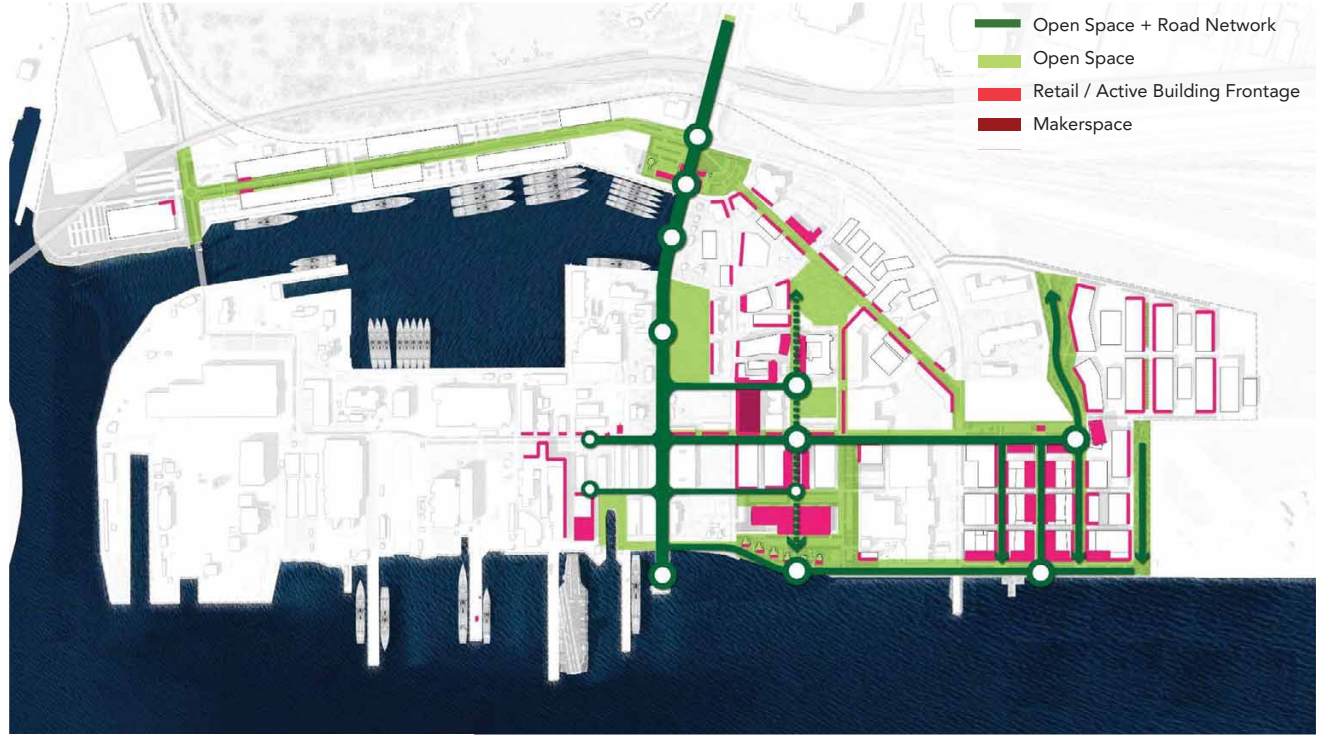 Open Space + Road Network
Open Space
Retail / Active Building Frontage
Makerspace